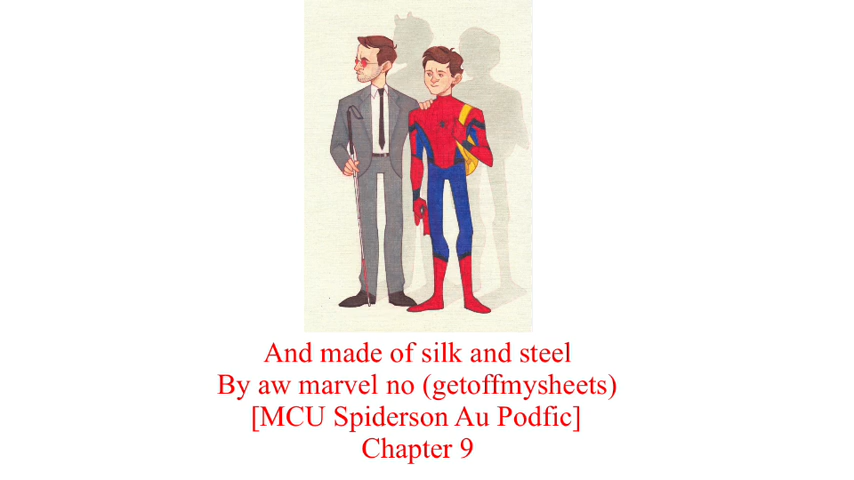 And made of silk and steel
By aw marvel no (getoffmysheets)
[MCU Spiderson Au Podfic]
Chapter 9